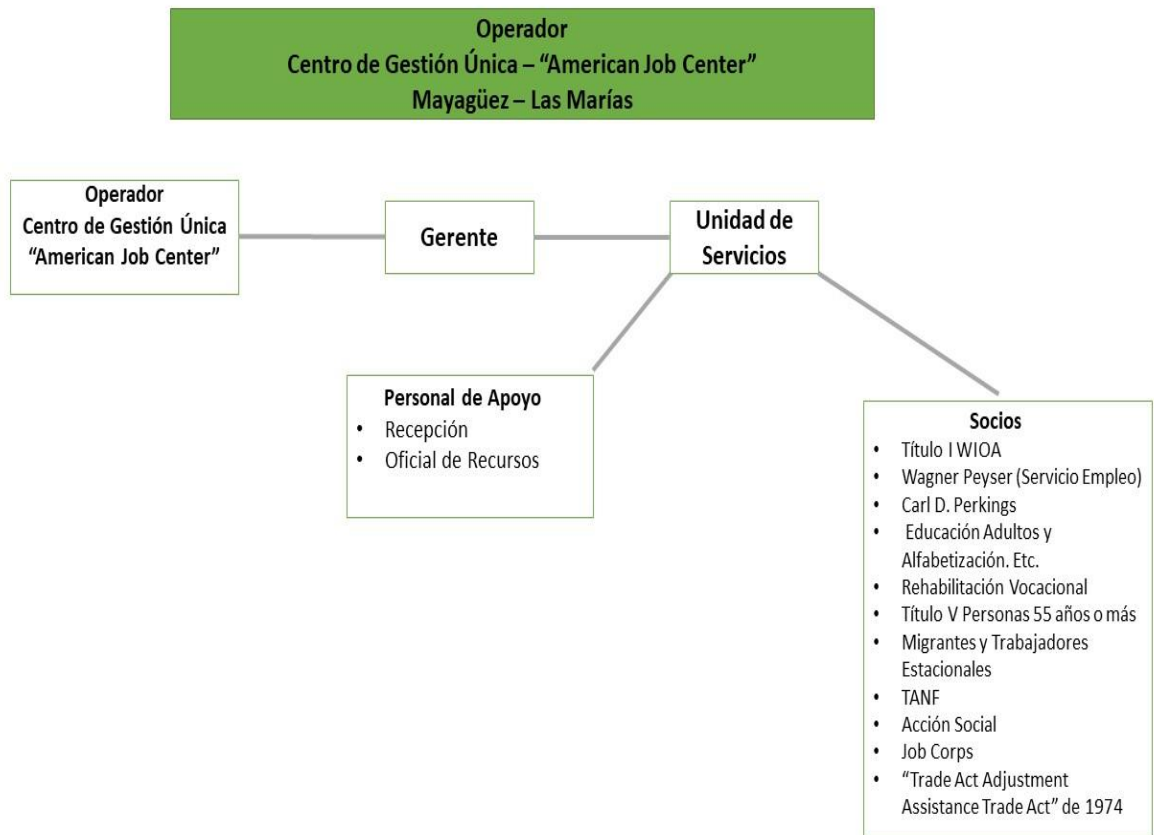 Operador
Centro de Gestión Única – “American Job Center”
Mayagüez – Las Marías
Operador
Centro de Gestión Única
“American Job Center”
Gerente
Unidad de
Servicios
Personal de Apoyo
• Recepción
• Oficial de Recursos
Socios
• Título I WIOA
• Wagner Peyser (Servicio Empleo)
• Carl D. Perkings
• Educación Adultos y
Alfabetización. Etc.
• Rehabilitación Vocacional
• Título V Personas 55 años o más
• Migrantes y Trabajadores
Estacionales
• TANF
• Acción Social
• Job Corps
• “Trade Act Adjustment
Assistance Trade Act” de 1974